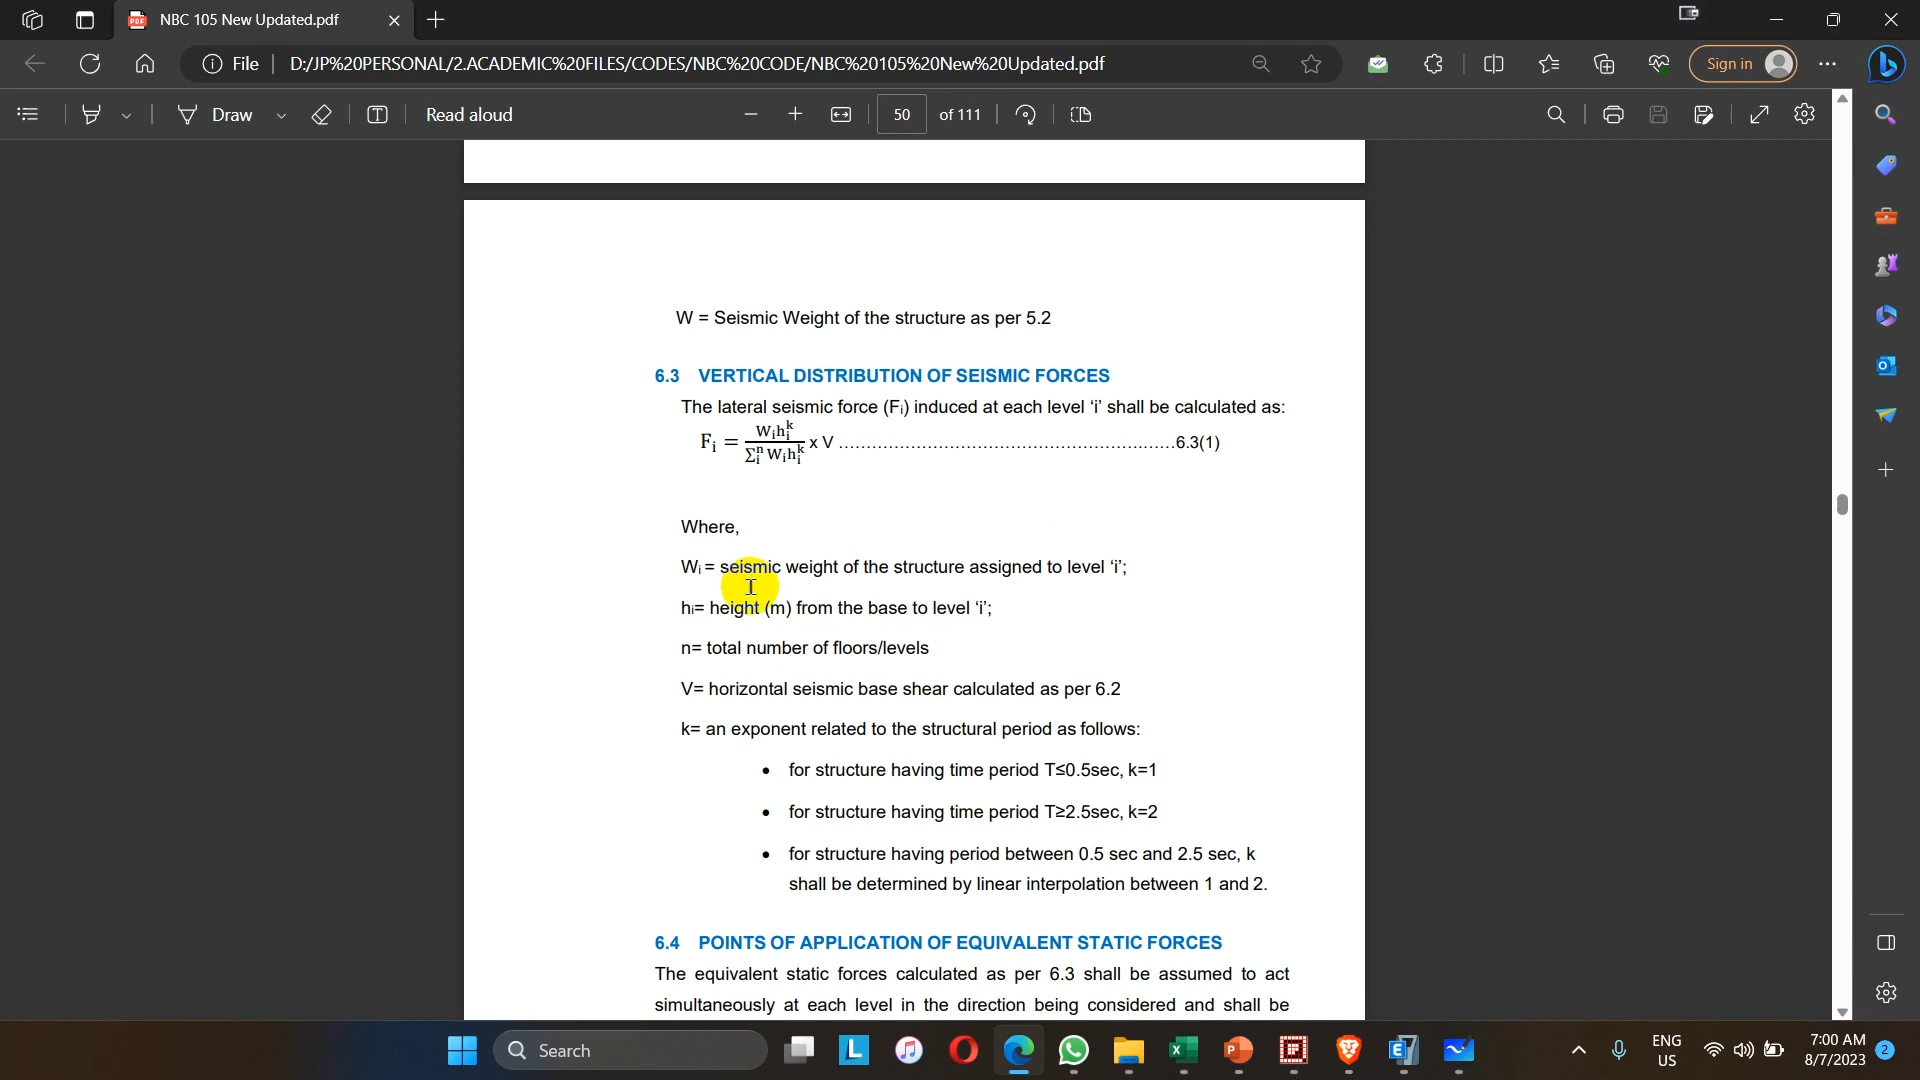 NBC 105 New Updated.pdf
File
D:/JP%20PERSONAL/2.ACADEMIC%20FILES/CODES/NBC%20CODE/NBC%20105%20New%20Updated.pdf
Sign in
Draw
Read aloud
50 of 111
W = Seismic Weight of the structure as per 5.2
6.3 VERTICAL DISTRIBUTION OF SEISMIC FORCES
The lateral seismic force (Fᵢ) induced at each level ‘i’ shall be calculated as:
Fᵢ = Wᵢhᵢᵏ / ∑ᵢⁿ Wᵢhᵢᵏ x V ……………………………………………………6.3(1)
Where,
Wᵢ= seismic weight of the structure assigned to level ‘i’;
hᵢ= height (m) from the base to level ‘i’;
n= total number of floors/levels
V= horizontal seismic base shear calculated as per 6.2
k= an exponent related to the structural period as follows:
• for structure having time period T≤0.5sec, k=1
• for structure having time period T≥2.5sec, k=2
• for structure having period between 0.5 sec and 2.5 sec, k
shall be determined by linear interpolation between 1 and 2.
6.4 POINTS OF APPLICATION OF EQUIVALENT STATIC FORCES
The equivalent static forces calculated as per 6.3 shall be assumed to act
simultaneously at each level in the direction being considered and shall be
Search
ENG
US
7:00 AM
8/7/2023
2